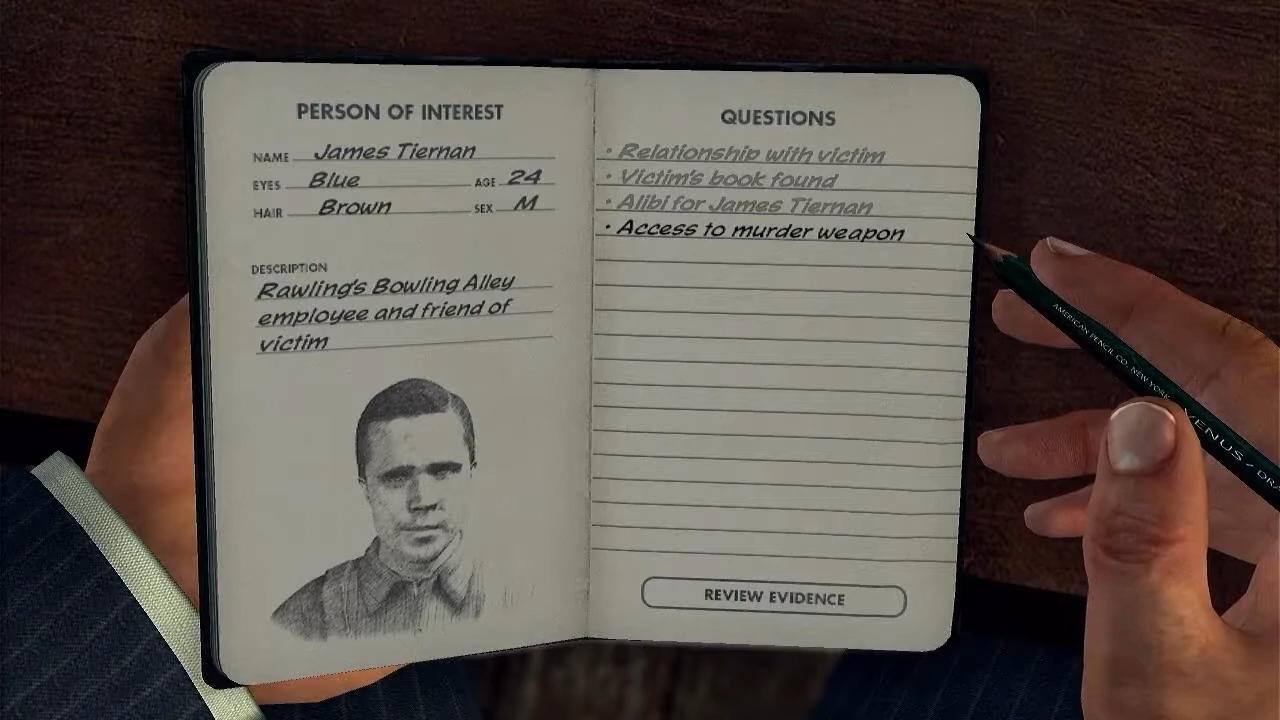 PERSON OF INTEREST
NAME James Tiernan
EYES Blue AGE 24
HAIR Brown SEX M
DESCRIPTION
Rawling's Bowling Alley
employee and friend of
victim
QUESTIONS
• Relationship with victim
• Victim's book found
• Alibi for James Tiernan
• Access to murder weapon
REVIEW EVIDENCE
AMERICAN PENCIL CO. NEW YORK
VENUS / DRA